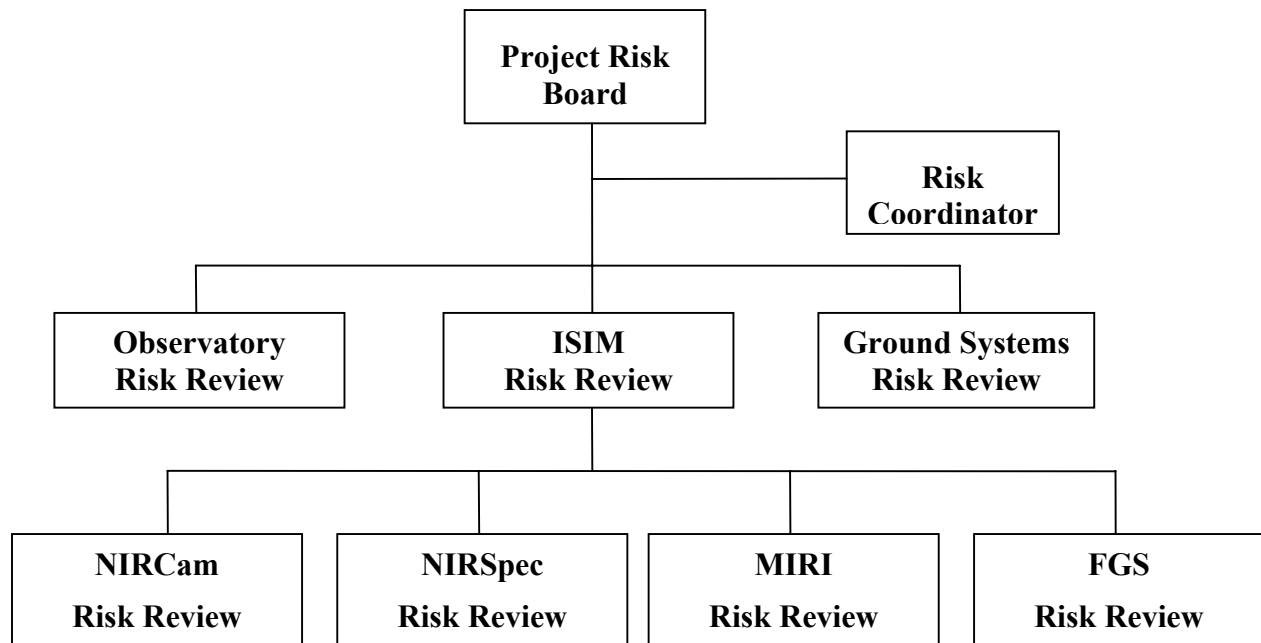 Project Risk
Board
Risk
Coordinator
Observatory
Risk Review
ISIM
Risk Review
Ground Systems
Risk Review
NIRCam
Risk Review
NIRSpec
Risk Review
MIRI
Risk Review
FGS
Risk Review